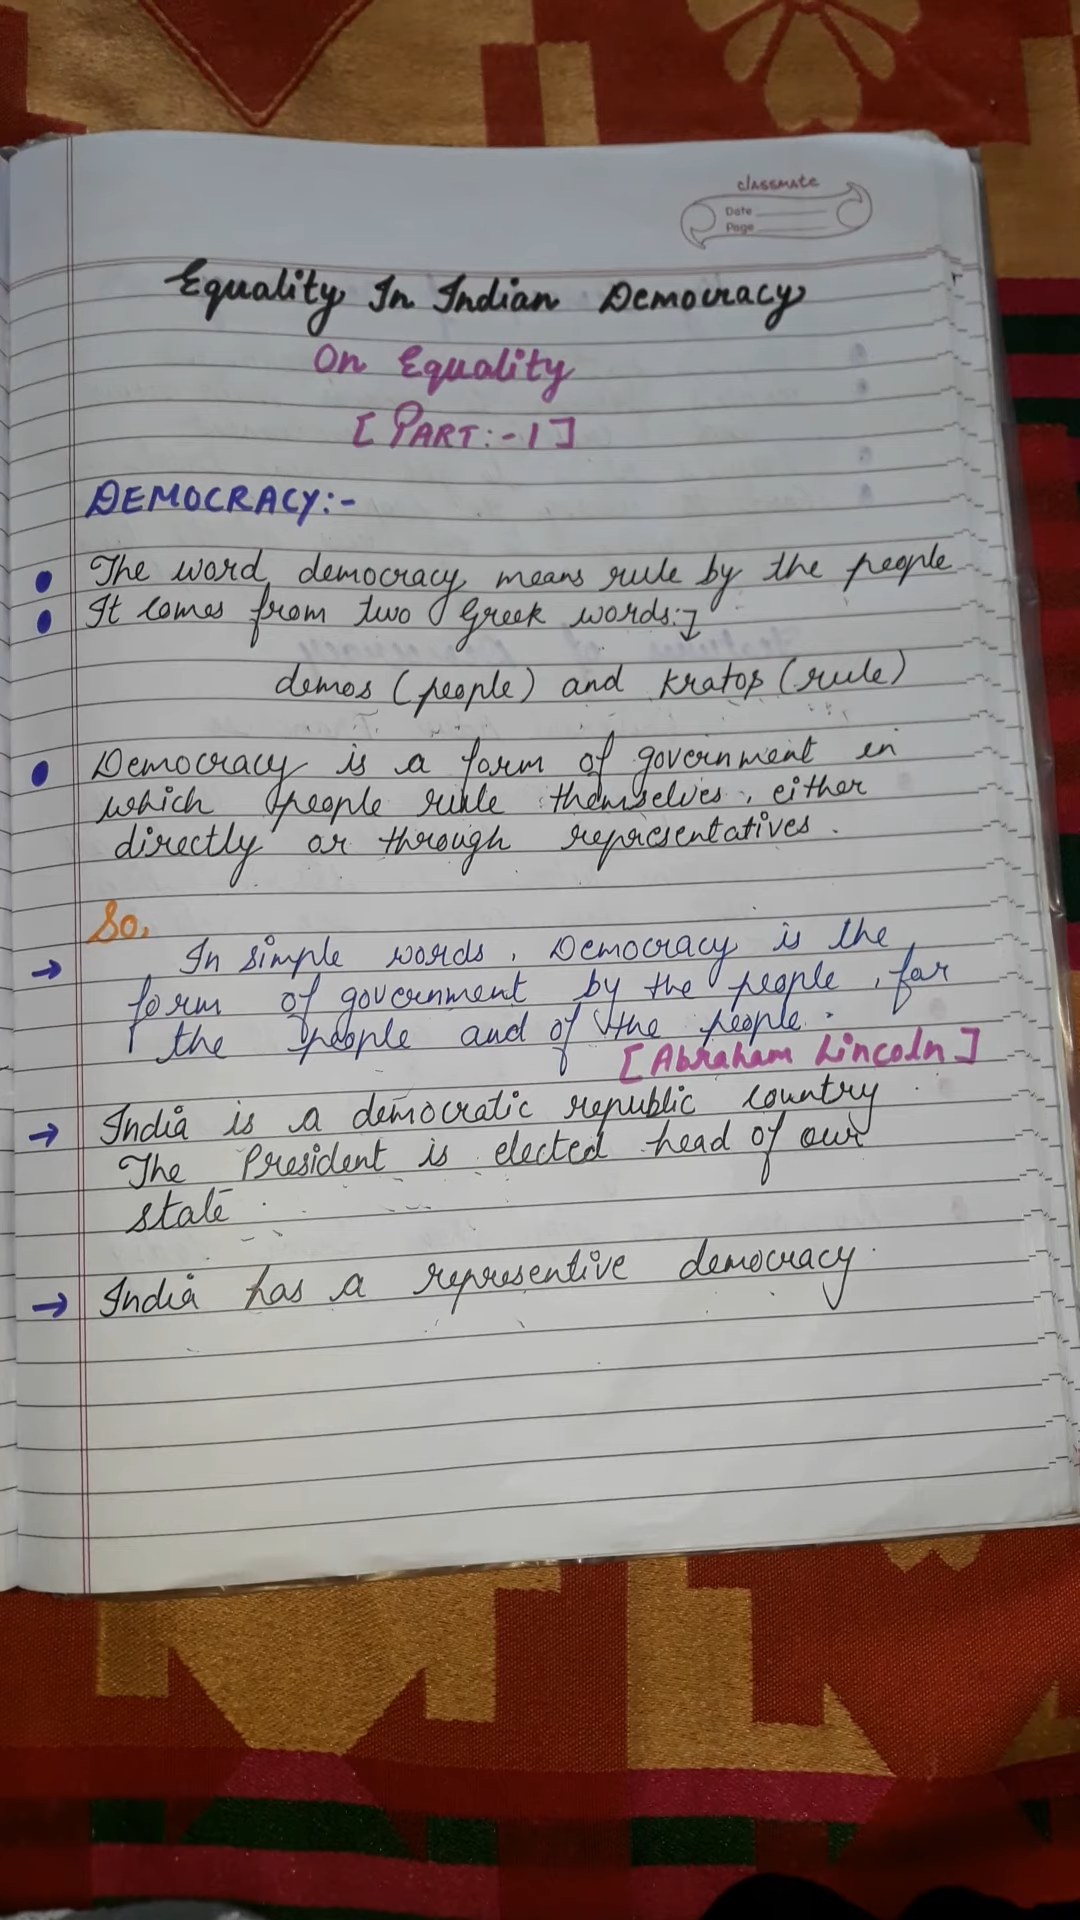 classmate
Date
Page
Equality In Indian Democracy
On Equality
[PART:-1]
DEMOCRACY:-
The word democracy means rule by the people
It comes from two Greek words:-
demos (people) and kratos (rule)
Democracy is a form of government in
which people rule themselves, either
directly or through representatives.
So,
→ In simple words, Democracy is the
form of government by the people, for
the people and of the people.
[Abraham Lincoln]
→ India is a democratic republic country.
The President is elected head of our
state.
→ India has a representive democracy.